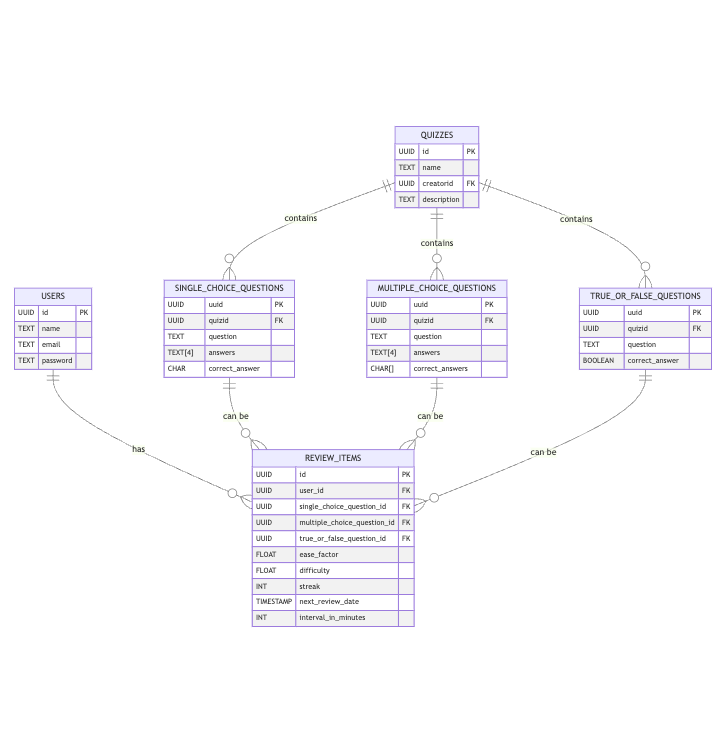 QUIZZES
UUID id PK
TEXT name
UUID creatorid FK
TEXT description
contains
contains
contains
USERS
UUID id PK
TEXT name
TEXT email
TEXT password
SINGLE_CHOICE_QUESTIONS
UUID uuid PK
UUID quizid FK
TEXT question
TEXT[4] answers
CHAR correct_answer
MULTIPLE_CHOICE_QUESTIONS
UUID uuid PK
UUID quizid FK
TEXT question
TEXT[4] answers
CHAR[] correct_answers
TRUE_OR_FALSE_QUESTIONS
UUID uuid PK
UUID quizid FK
TEXT question
BOOLEAN correct_answer
has
can be
can be
can be
REVIEW_ITEMS
UUID id PK
UUID user_id FK
UUID single_choice_question_id FK
UUID multiple_choice_question_id FK
UUID true_or_false_question_id FK
FLOAT ease_factor
FLOAT difficulty
INT streak
TIMESTAMP next_review_date
INT interval_in_minutes